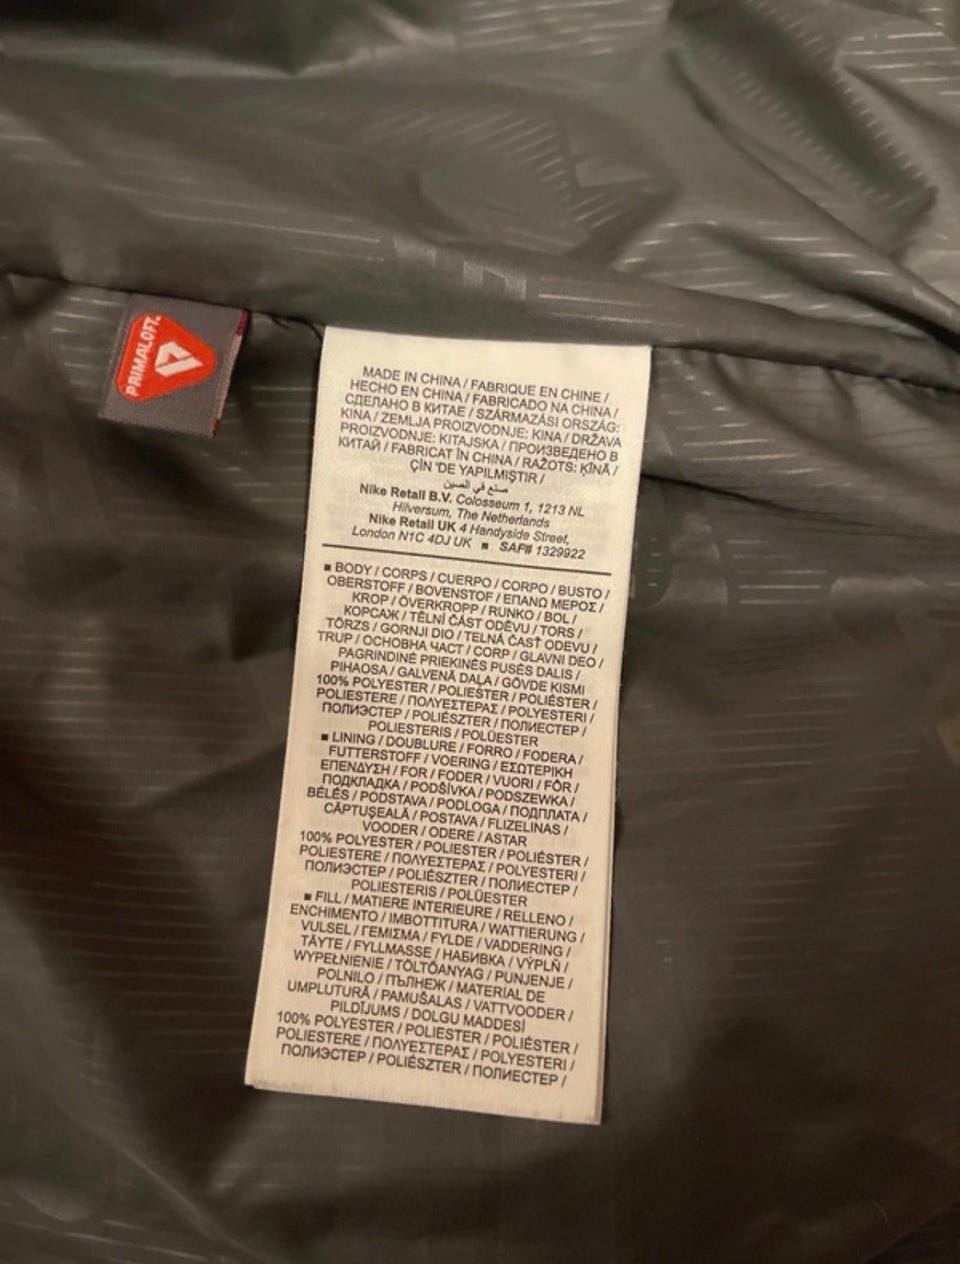 PRIMALOFT.
MADE IN CHINA / FABRIQUE EN CHINE /
HECHO EN CHINA / FABRICADO NA CHINA /
СДЕЛАНО В КИТАЕ / SZÁRMAZÁSI ORSZÁG:
KÍNA / ZEMLJA PROIZVODNJE: KINA / DRŽAVA
PROIZVODNJE: KITAJSKA / ПРОИЗВЕДЕНО В
КИТАЙ / FABRICAT ÎN CHINA / RAŽOTS: ĶĪNĀ /
ÇİN 'DE YAPILMIŞTIR /
صنع في الصين
Nike Retail B.V. Colosseum 1, 1213 NL
Hilversum, The Netherlands
Nike Retail UK 4 Handyside Street,
London N1C 4DJ UK ■ SAF# 1329922
■ BODY / CORPS / CUERPO / CORPO / BUSTO /
OBERSTOFF / BOVENSTOF / ΕΠΑΝΩ ΜΕΡΟΣ /
KROP / ÖVERKROPP / RUNKO / BOL /
КОРСАЖ / TĚLNÍ ČÁST ODĚVU / TORS /
TÖRZS / GORNJI DIO / TELNÁ ČASŤ ODEVU /
TRUP / ОСНОВНА ЧАСТ / CORP / GLAVNI DEO /
PAGRINDINĖ PRIEKINĖS PUSĖS DALIS /
PIHAOSA / GALVENĀ DAĻA / GÖVDE KISMI
100% POLYESTER / POLIESTER / POLIÉSTER /
POLIESTERE / ΠΟΛΥΕΣΤΕΡΑΣ / POLYESTERI /
ПОЛИЭСТЕР / POLIÉSZTER / ПОЛИЕСТЕР /
POLIESTERIS / POLÜESTER
■ LINING / DOUBLURE / FORRO / FODERA /
FUTTERSTOFF / VOERING / ΕΣΩΤΕΡΙΚΗ
ΕΠΕΝΔΥΣΗ / FOR / FODER / VUORI / FÔR /
ПОДКЛАДКА / PODŠÍVKA / PODSZEWKA /
BÉLÉS / PODSTAVA / PODLOGA / ПОДПЛАТА /
CĂPTUŞEALĂ / POSTAVA / FLIZELINAS /
VOODER / ODERE / ASTAR
100% POLYESTER / POLIESTER / POLIÉSTER /
POLIESTERE / ΠΟΛΥΕΣΤΕΡΑΣ / POLYESTERI /
ПОЛИЭСТЕР / POLIÉSZTER / ПОЛИЕСТЕР /
POLIESTERIS / POLÜESTER
■ FILL / MATIERE INTERIEURE / RELLENO /
ENCHIMENTO / IMBOTTITURA / WATTIERUNG /
VULSEL / ΓΕΜΙΣΜΑ / FYLDE / VADDERING /
TÄYTE / FYLLMASSE / НАБИВКА / VÝPLŇ /
WYPEŁNIENIE / TÖLTŐANYAG / PUNJENJE /
POLNILO / ПЪЛНЕЖ / MATERIAL DE
UMPLUTURĂ / PAMUŠALAS / VATTVOODER /
PILDĪJUMS / DOLGU MADDESİ
100% POLYESTER / POLIESTER / POLIÉSTER /
POLIESTERE / ΠΟΛΥΕΣΤΕΡΑΣ / POLYESTERI /
ПОЛИЭСТЕР / POLIÉSZTER / ПОЛИЕСТЕР /